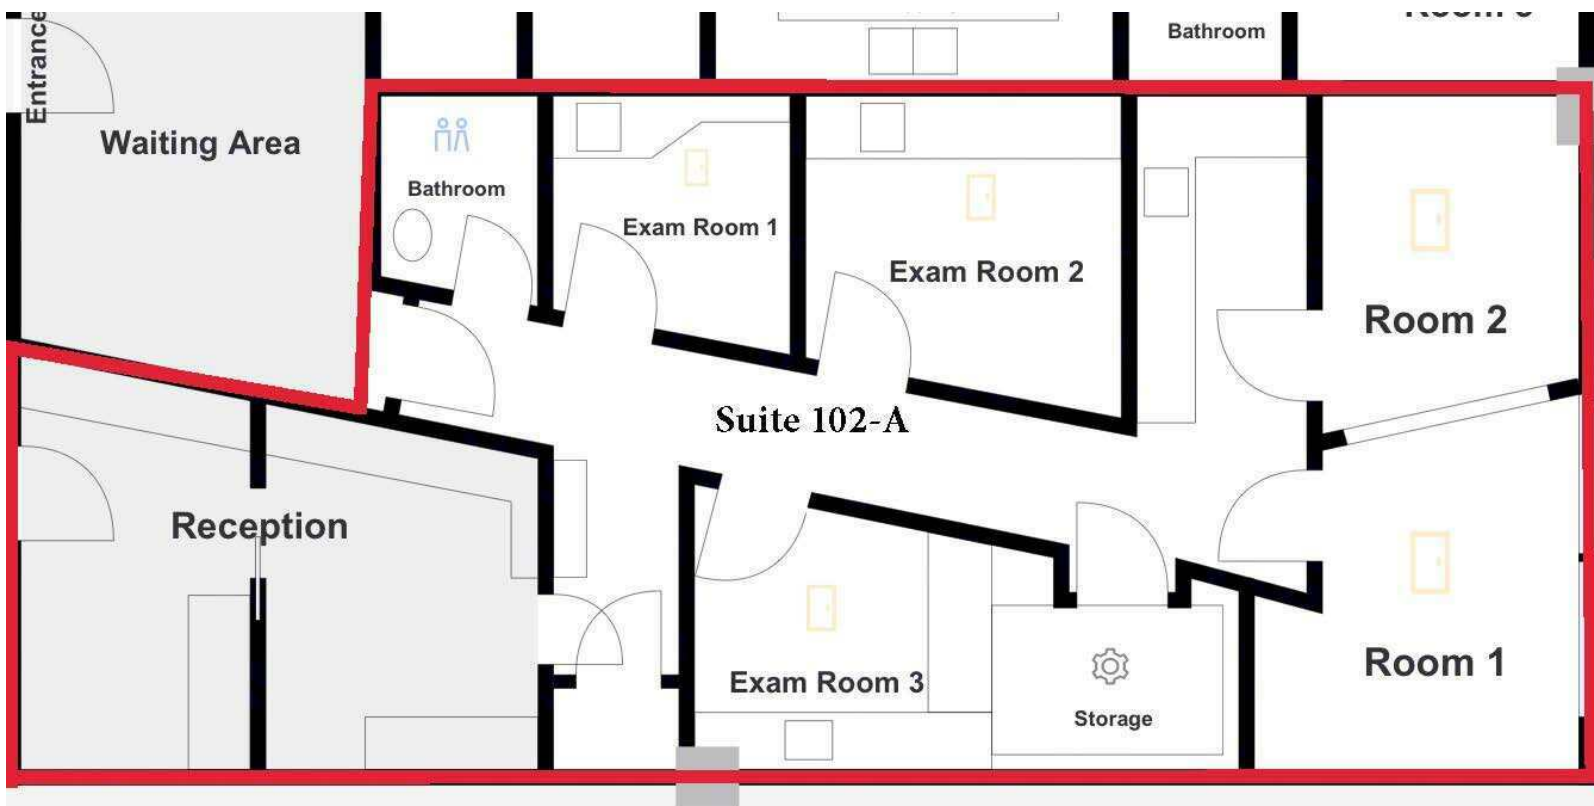 Entrance
Bathroom
Waiting Area
Bathroom
Exam Room 1
Exam Room 2
Room 2
Suite 102-A
Reception
Exam Room 3
Room 1
Storage